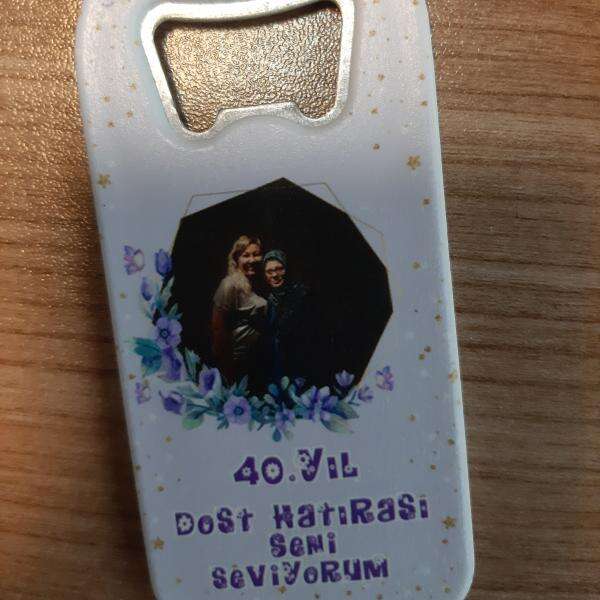 40.YIL
DOST HATIRASI
SENI
SEVIYORUM